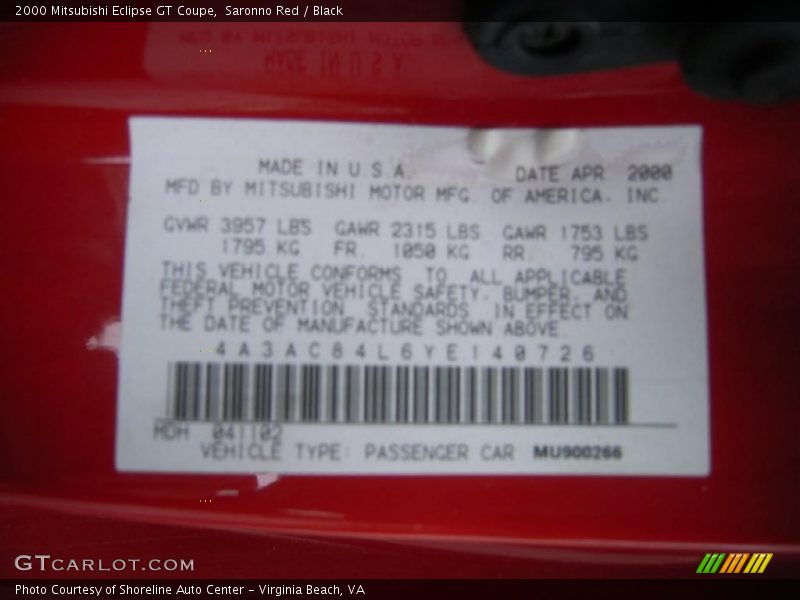 2000 Mitsubishi Eclipse GT Coupe,  Saronno Red / Black
MADE IN U.S.A. DATE APR 2000
MFD BY MITSUBISHI MOTOR MFG. OF AMERICA. INC.
GVWR 3957 LBS GAWR 2315 LBS GAWR 1753 LBS
1795 KG FR. 1050 KG RR. 795 KG
THIS VEHICLE CONFORMS TO ALL APPLICABLE
FEDERAL MOTOR VEHICLE SAFETY, BUMPER, AND
THEFT PREVENTION STANDARDS IN EFFECT ON
THE DATE OF MANUFACTURE SHOWN ABOVE.
4A3AC84L6YE140726
MDH 041102
VEHICLE TYPE: PASSENGER CAR MU900266
GTCARLOT.COM
Photo Courtesy of Shoreline Auto Center - Virginia Beach, VA